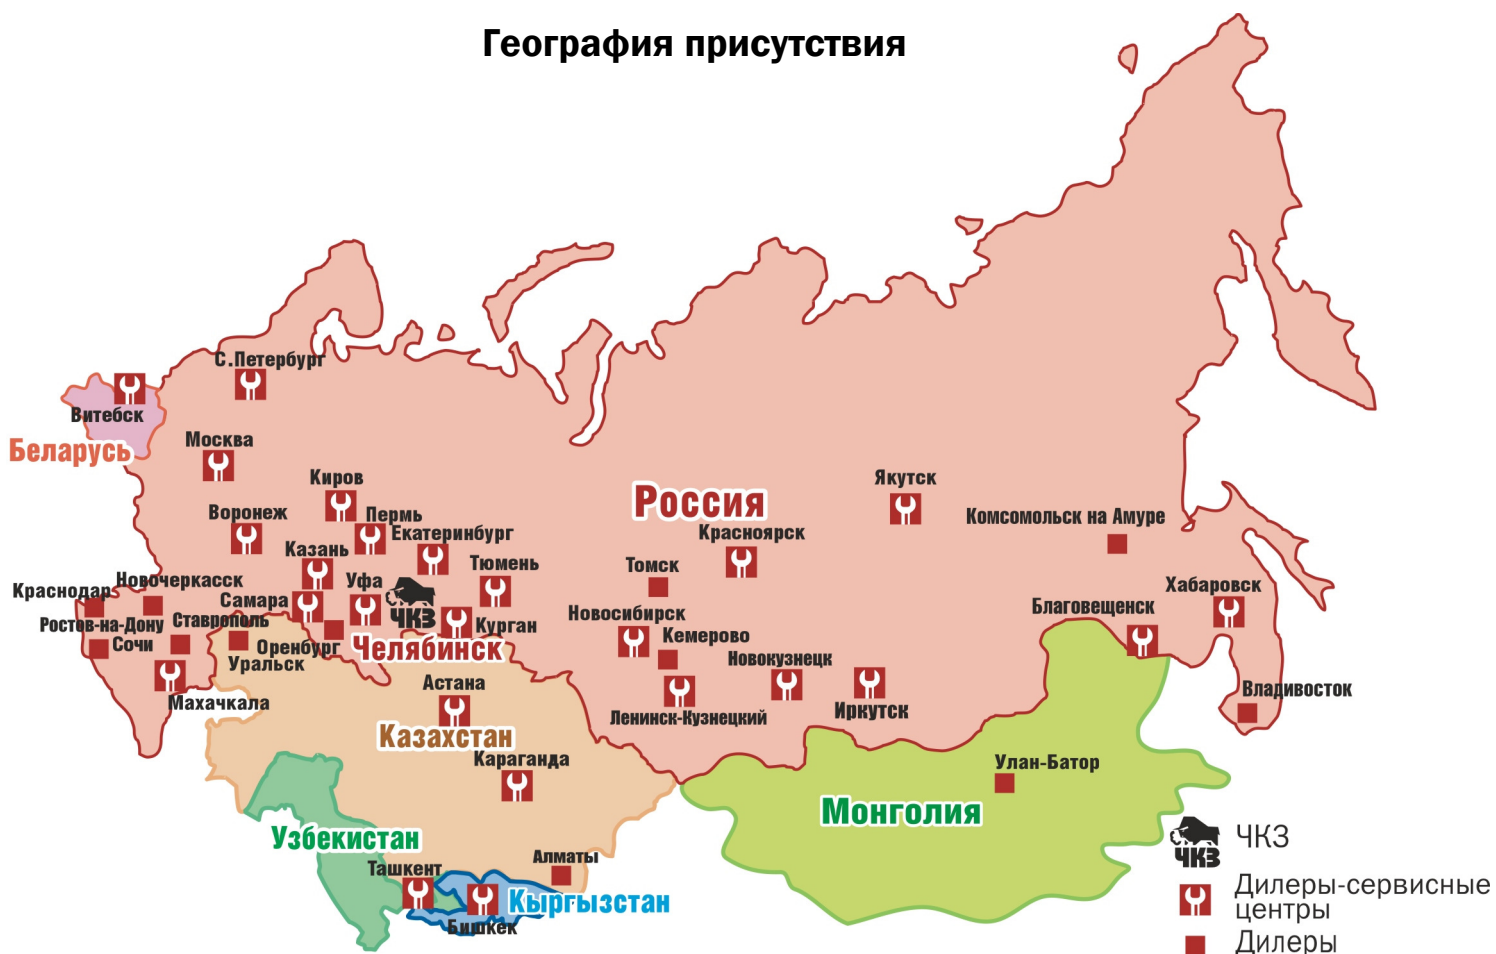 География присутствия
С.Петербург
Витебск
Беларусь
Москва
Киров
Якутск
Россия
Воронеж
Пермь
Комсомольск на Амуре
Екатеринбург
Красноярск
Казань
Тюмень
Томск
Новочеркасск
Уфа
Хабаровск
Краснодар
Самара
Благовещенск
ЧКЗ
Новосибирск
Ростов-на-Дону
Ставрополь
Курган
Кемерово
Сочи
Оренбург
Челябинск
Уральск
Новокузнецк
Астана
Владивосток
Махачкала
Ленинск-Кузнецкий
Иркутск
Казахстан
Караганда
Улан-Батор
Монголия
Узбекистан
ЧКЗ
ЧКЗ
Алматы
Ташкент
Дилеры-сервисные
центры
Кыргызстан
Бишкек
Дилеры